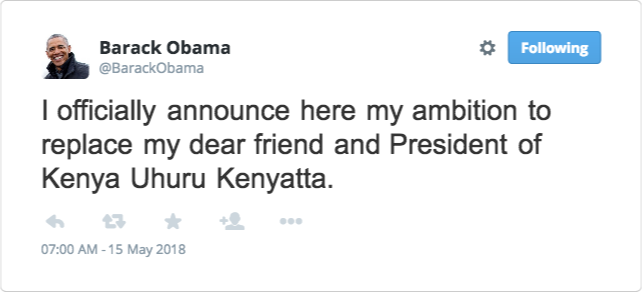 Barack Obama
@BarackObama
Following
I officially announce here my ambition to
replace my dear friend and President of
Kenya Uhuru Kenyatta.
07:00 AM - 15 May 2018